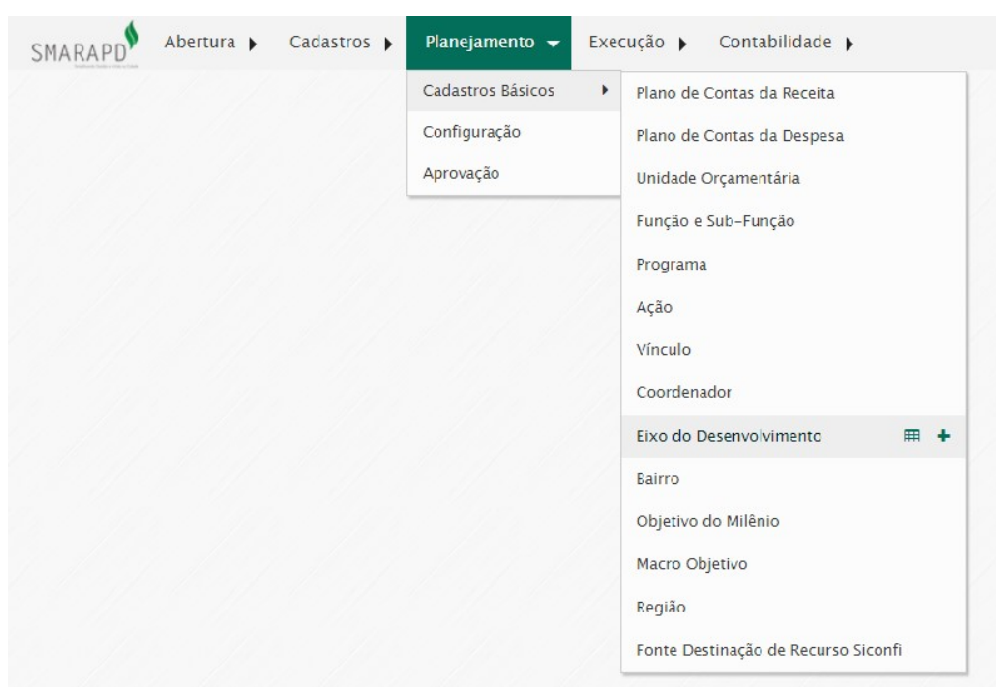 SMARAPD
Abertura
Cadastros
Planejamento
Execução
Contabilidade
Cadastros Básicos
Configuração
Aprovação
Plano de Contas da Receita
Plano de Contas da Despesa
Unidade Orçamentária
Função e Sub-Função
Programa
Ação
Vínculo
Coordenador
Eixo do Desenvolvimento
Bairro
Objetivo do Milênio
Macro Objetivo
Região
Fonte Destinação de Recurso Siconfi